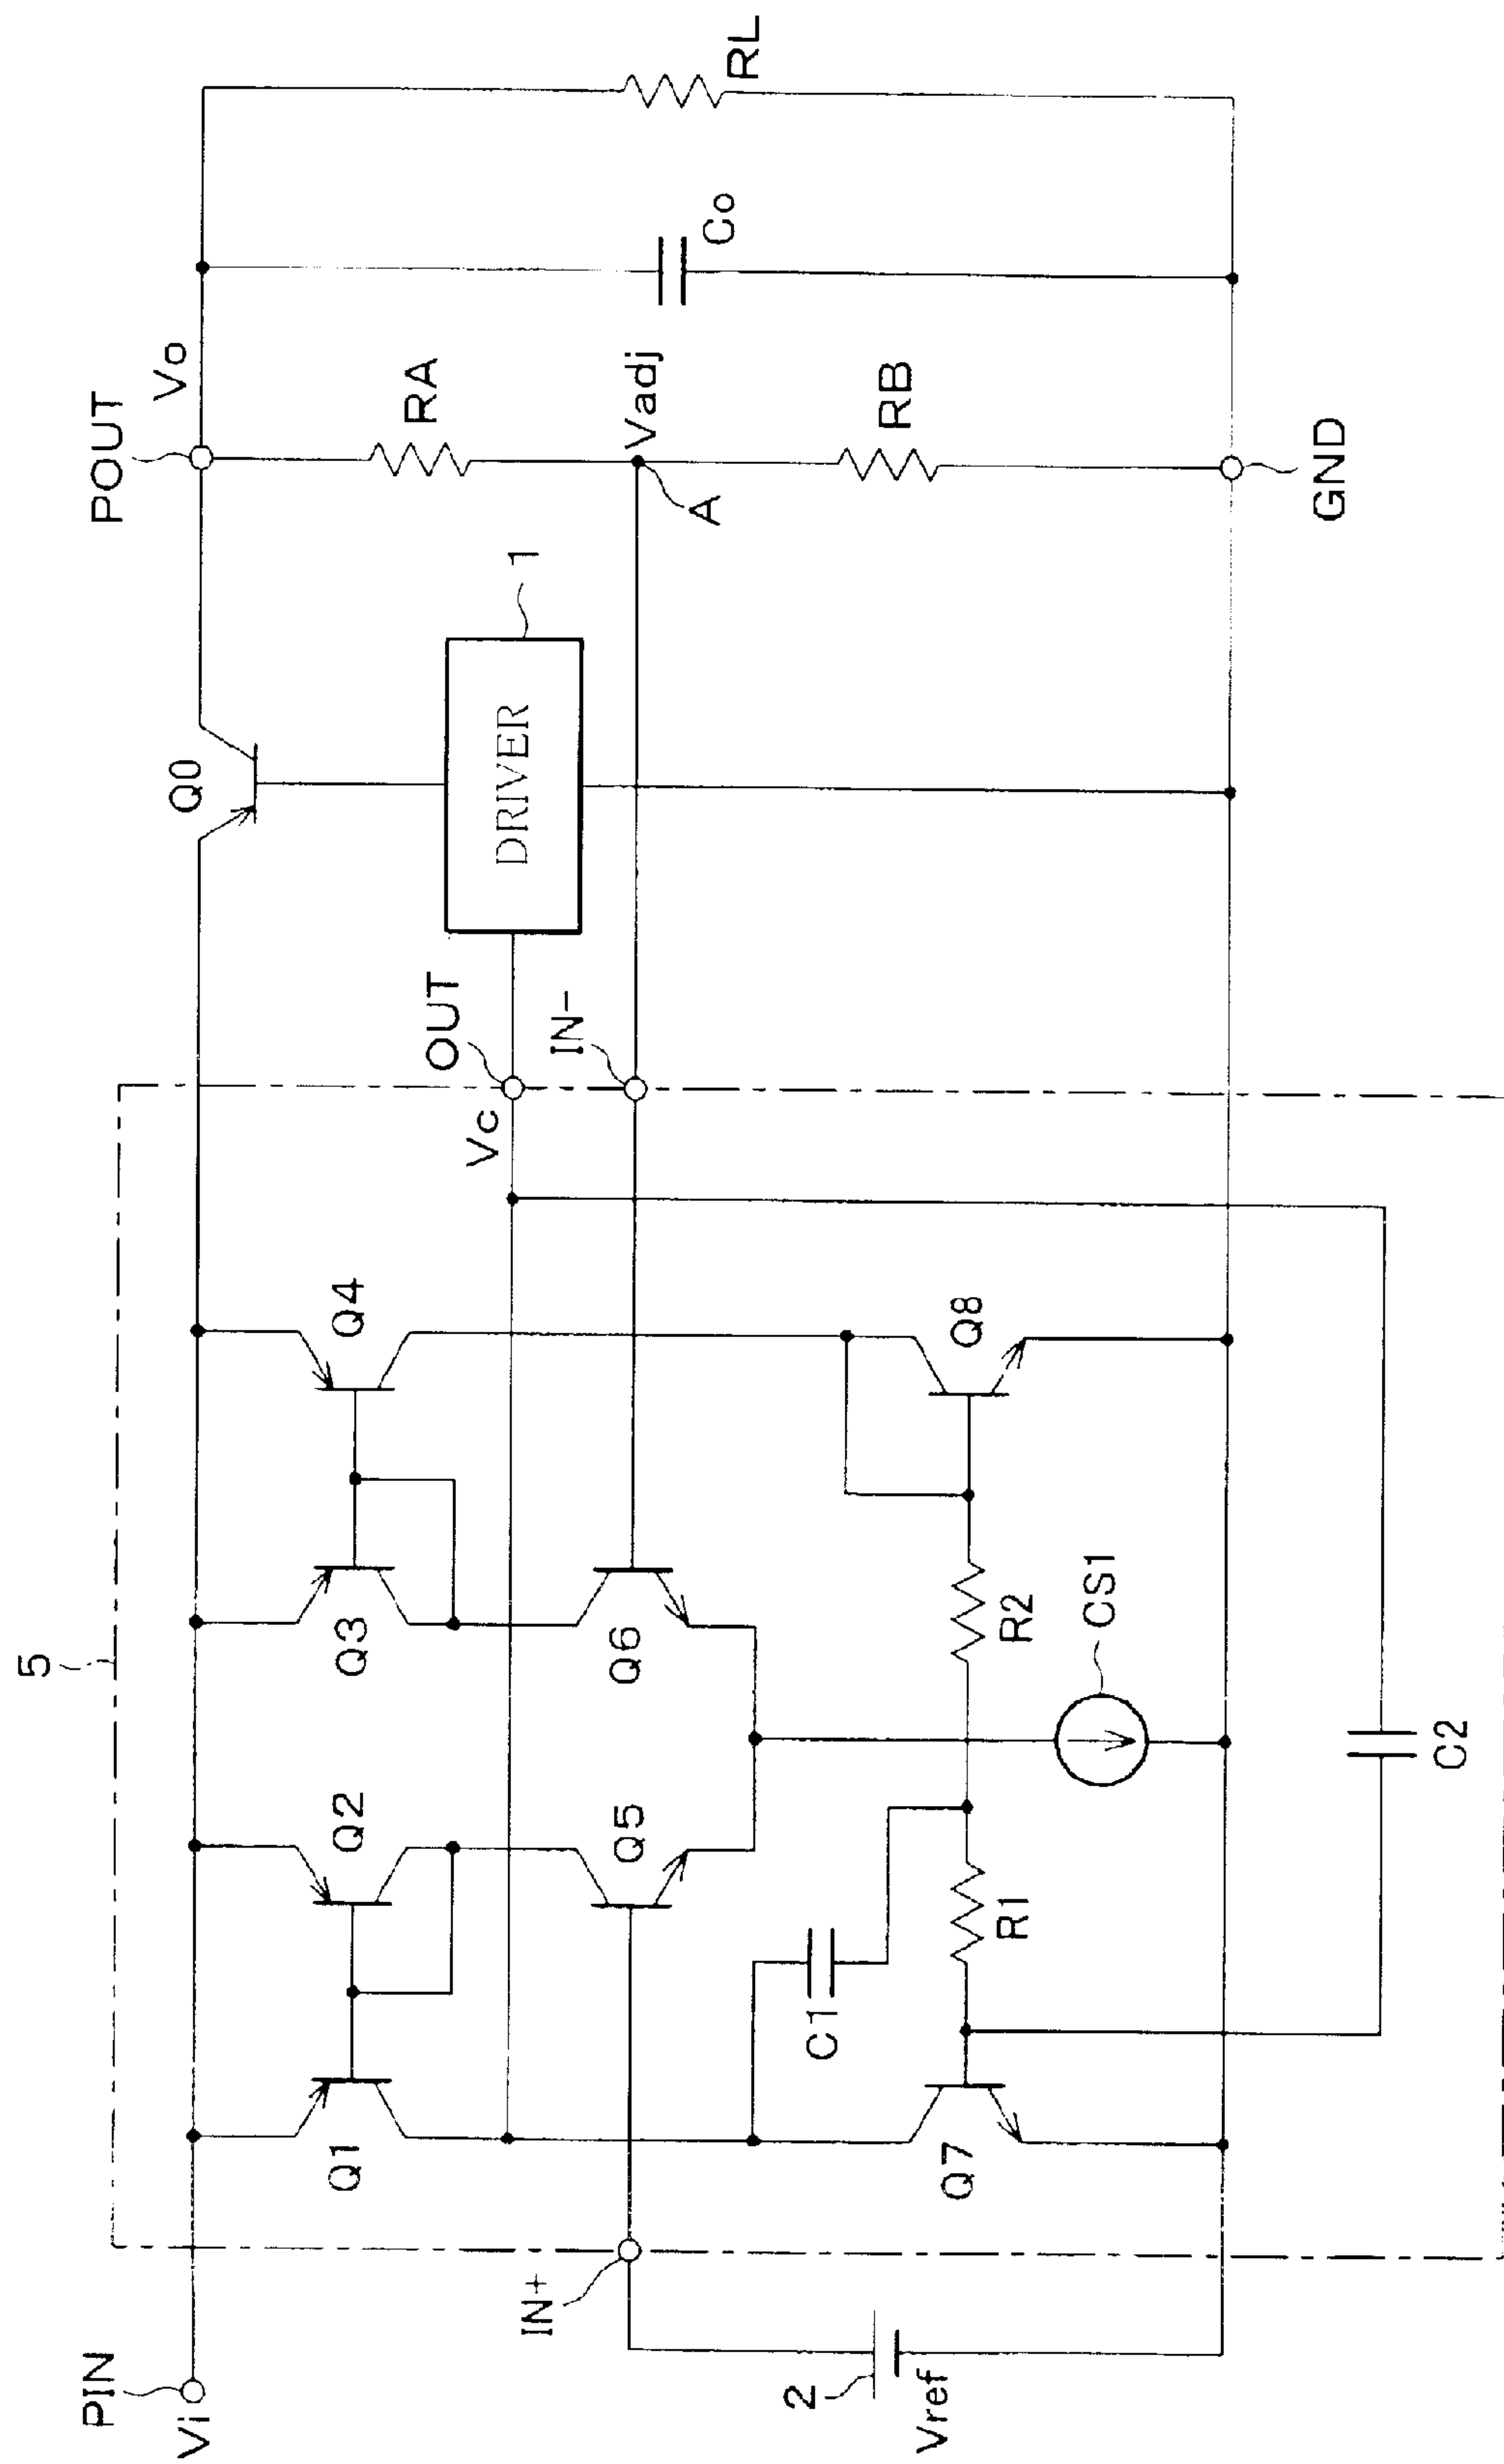 PIN
Vi
Q0
POUT
Vo
5
Q1
Q2
Q3
Q4
Vc
OUT
DRIVER
1
RA
IN+
Q5
Q6
IN-
A
Vadj
Co
RL
2
Vref
C1
Q7
R1
R2
Q8
CS1
RB
GND
C2